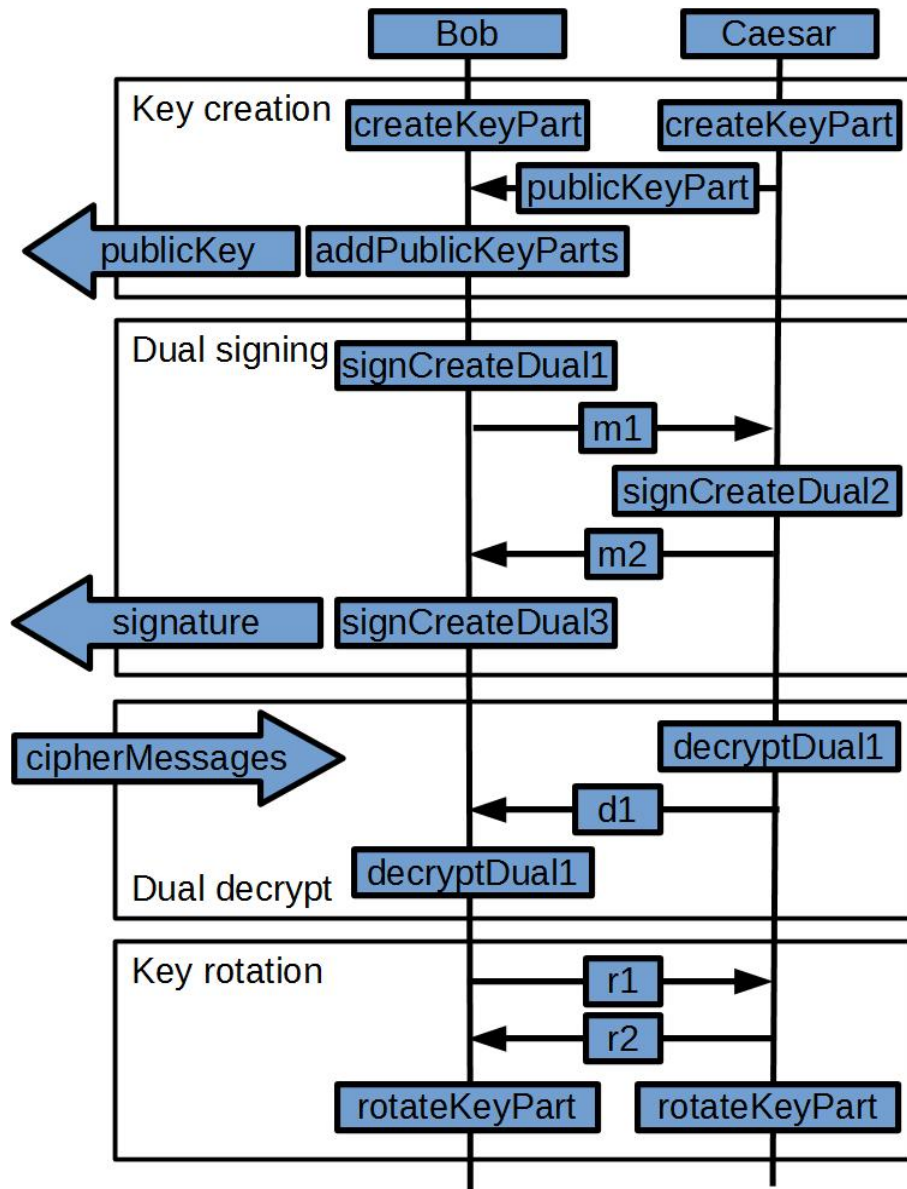 Bob
Caesar
Key creation
createKeyPart
createKeyPart
publicKeyPart
publicKey
addPublicKeyParts
Dual signing
signCreateDual1
m1
signCreateDual2
m2
signature
signCreateDual3
cipherMessages
decryptDual1
d1
decryptDual1
Dual decrypt
Key rotation
r1
r2
rotateKeyPart
rotateKeyPart